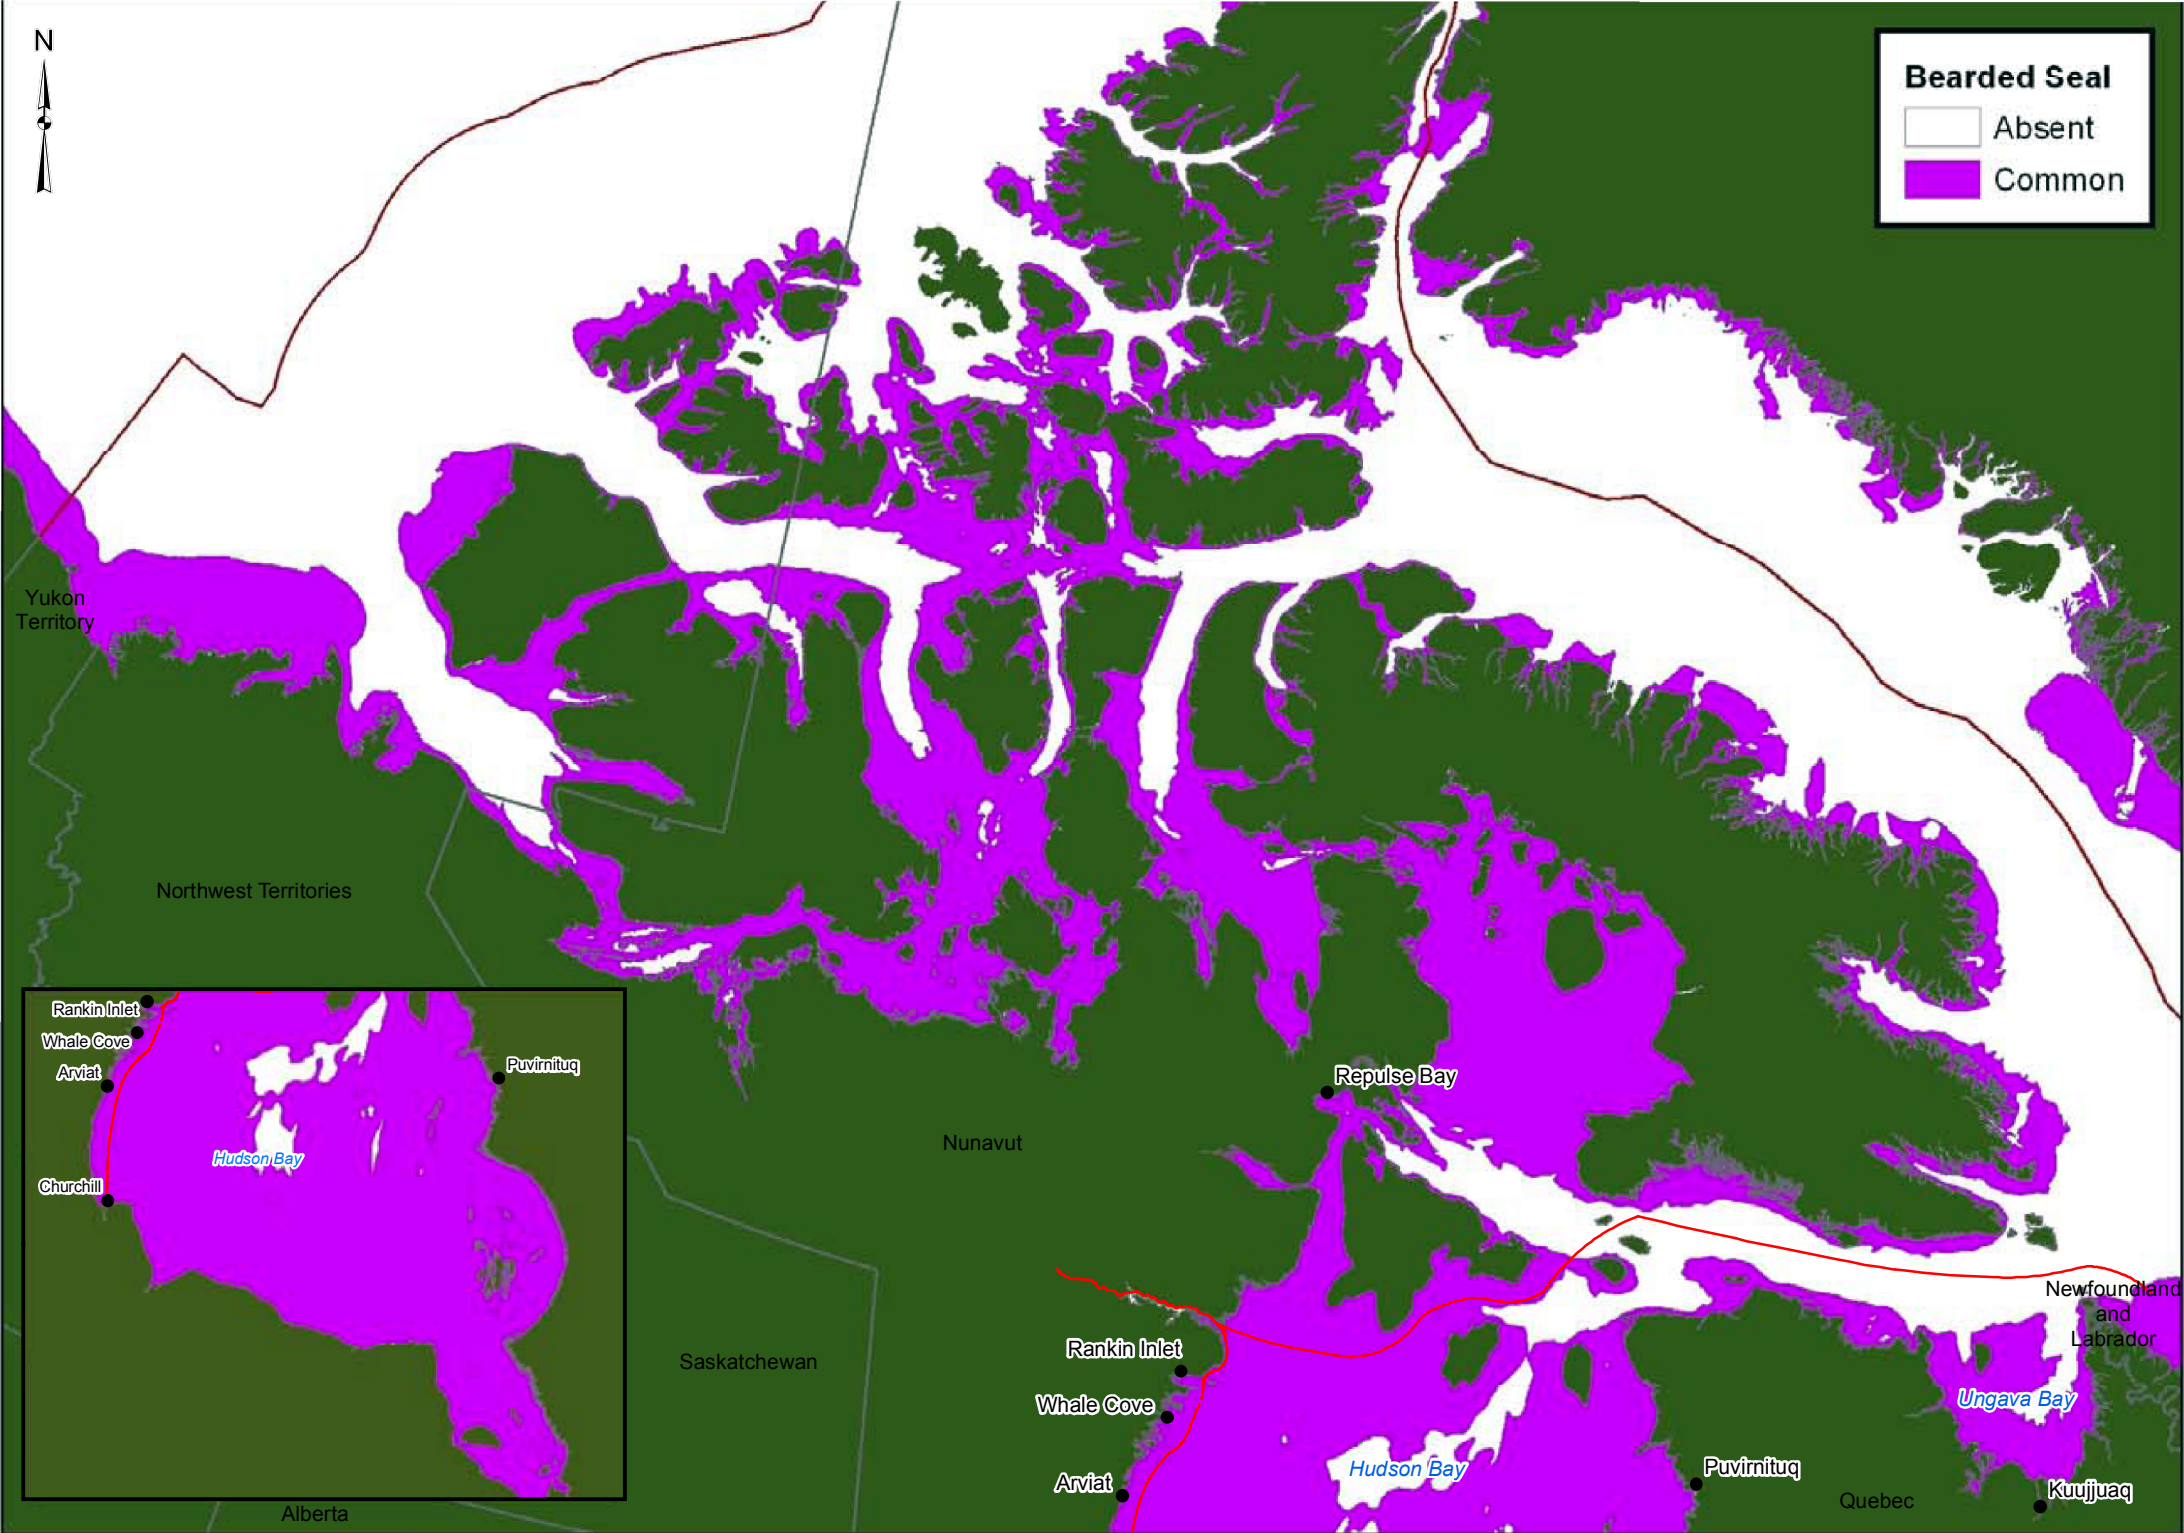 N
Bearded Seal
Absent
Common
Yukon
Territory
Northwest Territories
Rankin Inlet
Whale Cove
Arviat
Puvirnituq
Hudson Bay
Churchill
Repulse Bay
Nunavut
Newfoundland
and
Labrador
Rankin Inlet
Saskatchewan
Whale Cove
Ungava Bay
Hudson Bay
Puvirnituq
Arviat
Kuujjuaq
Quebec
Alberta